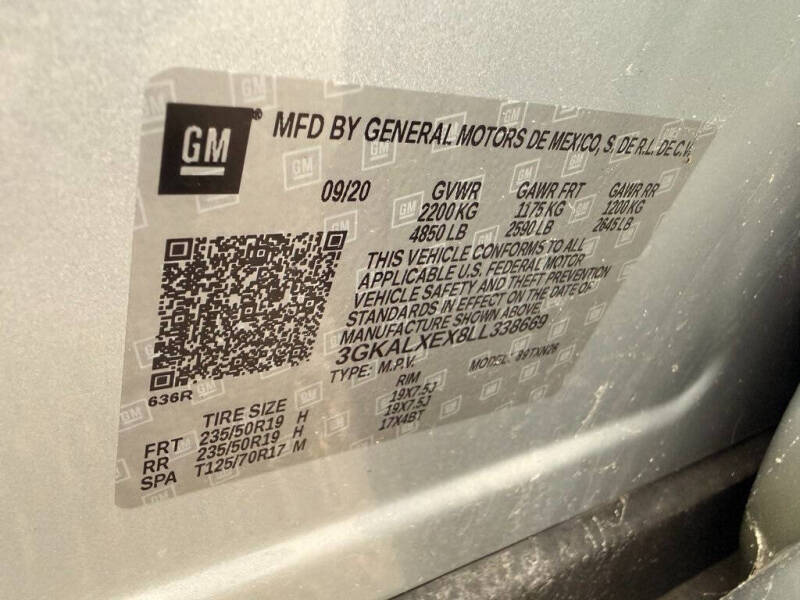 GM® MFD BY GENERAL MOTORS DE MEXICO, S. DE R.L. DE C.V.
09/20 GVWR GAWR FRT GAWR RR
2200 KG 1175 KG 1200 KG
4850 LB 2590 LB 2645 LB
THIS VEHICLE CONFORMS TO ALL
APPLICABLE U.S. FEDERAL MOTOR
VEHICLE SAFETY AND THEFT PREVENTION
STANDARDS IN EFFECT ON THE DATE OF
MANUFACTURE SHOWN ABOVE.
3GKALXEX8LL338669
TYPE: M.P.V. MODEL:
636R
TIRE SIZE RIM
FRT 235/50R19 H 19X7.5J
RR 235/50R19 H 19X7.5J
SPA T125/70R17 M 17X4BT